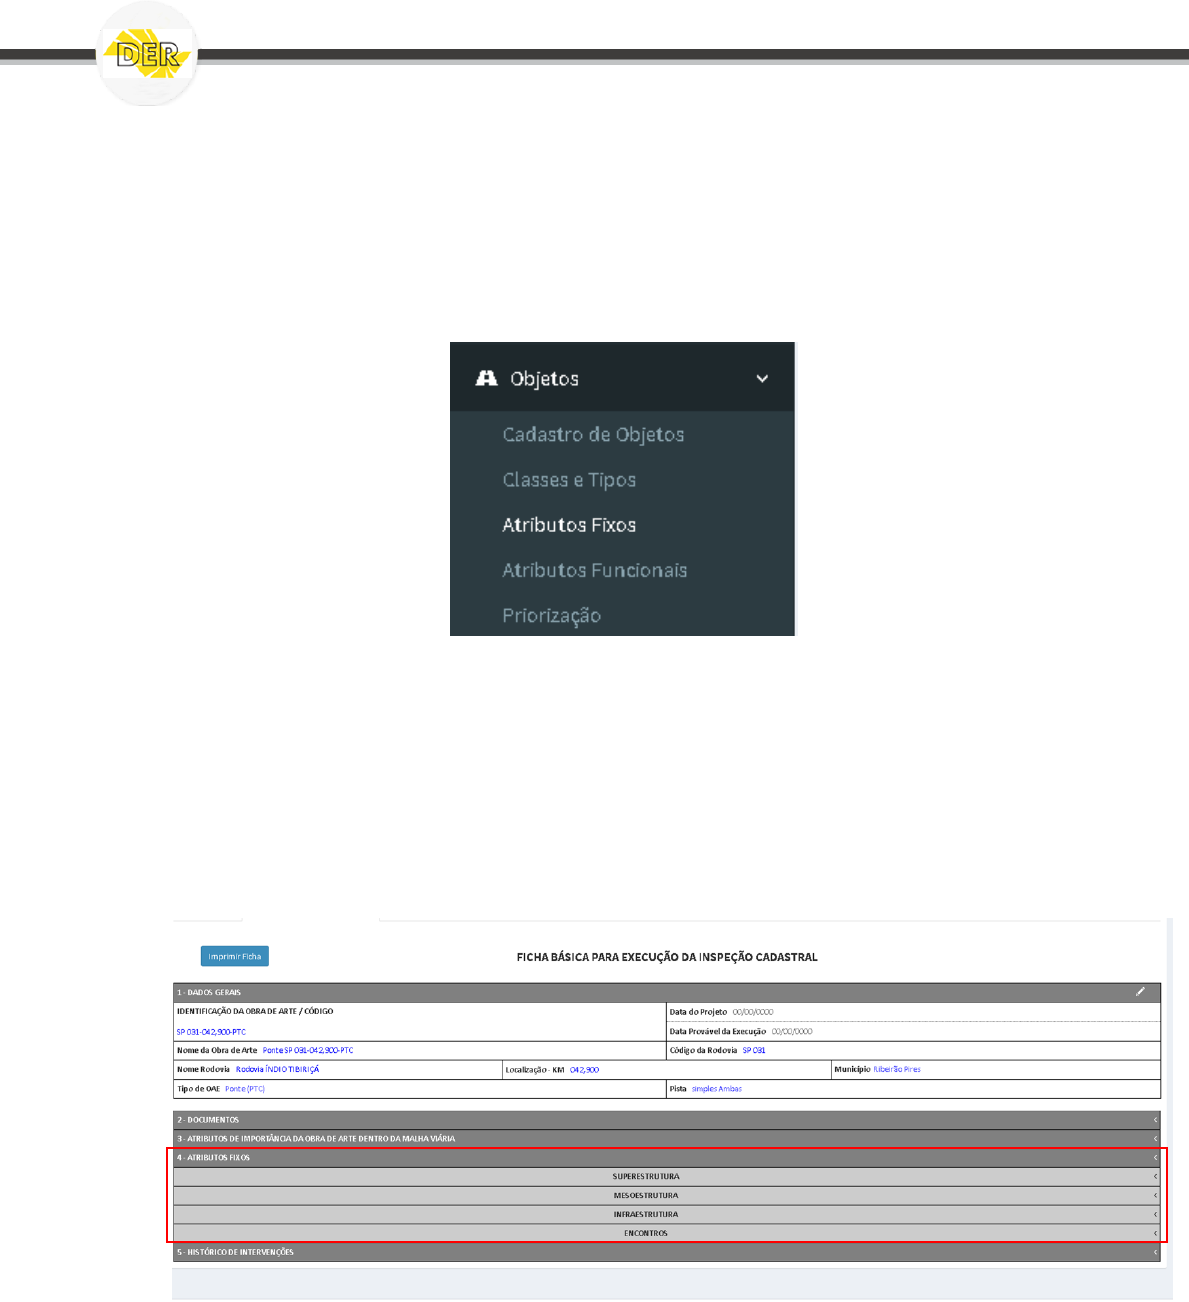 DER
Objetos
Cadastro de Objetos
Classes e Tipos
Atributos Fixos
Atributos Funcionais
Priorização
Imprimir Ficha
FICHA BÁSICA PARA EXECUÇÃO DA INSPEÇÃO CADASTRAL
1 - DADOS GERAIS
IDENTIFICAÇÃO DA OBRA DE ARTE / CÓDIGO
SP 031-042,900-PTC
Data do Projeto 00/00/0000
Data Provável da Execução 00/00/0000
Nome da Obra de Arte Ponte SP 031-042,900-PTC
Código da Rodovia SP 031
Nome Rodovia Rodovia ÍNDIO TIBIRIÇÁ
Localização - KM 042,900
Município Ribeirão Pires
Tipo de OAE Ponte (PTC)
Pista simples Ambas
2 - DOCUMENTOS
3 - ATRIBUTOS DE IMPORTÂNCIA DA OBRA DE ARTE DENTRO DA MALHA VIÁRIA
4 - ATRIBUTOS FIXOS
SUPERESTRUTURA
MESOESTRUTURA
INFRAESTRUTURA
ENCONTROS
5 - HISTÓRICO DE INTERVENÇÕES